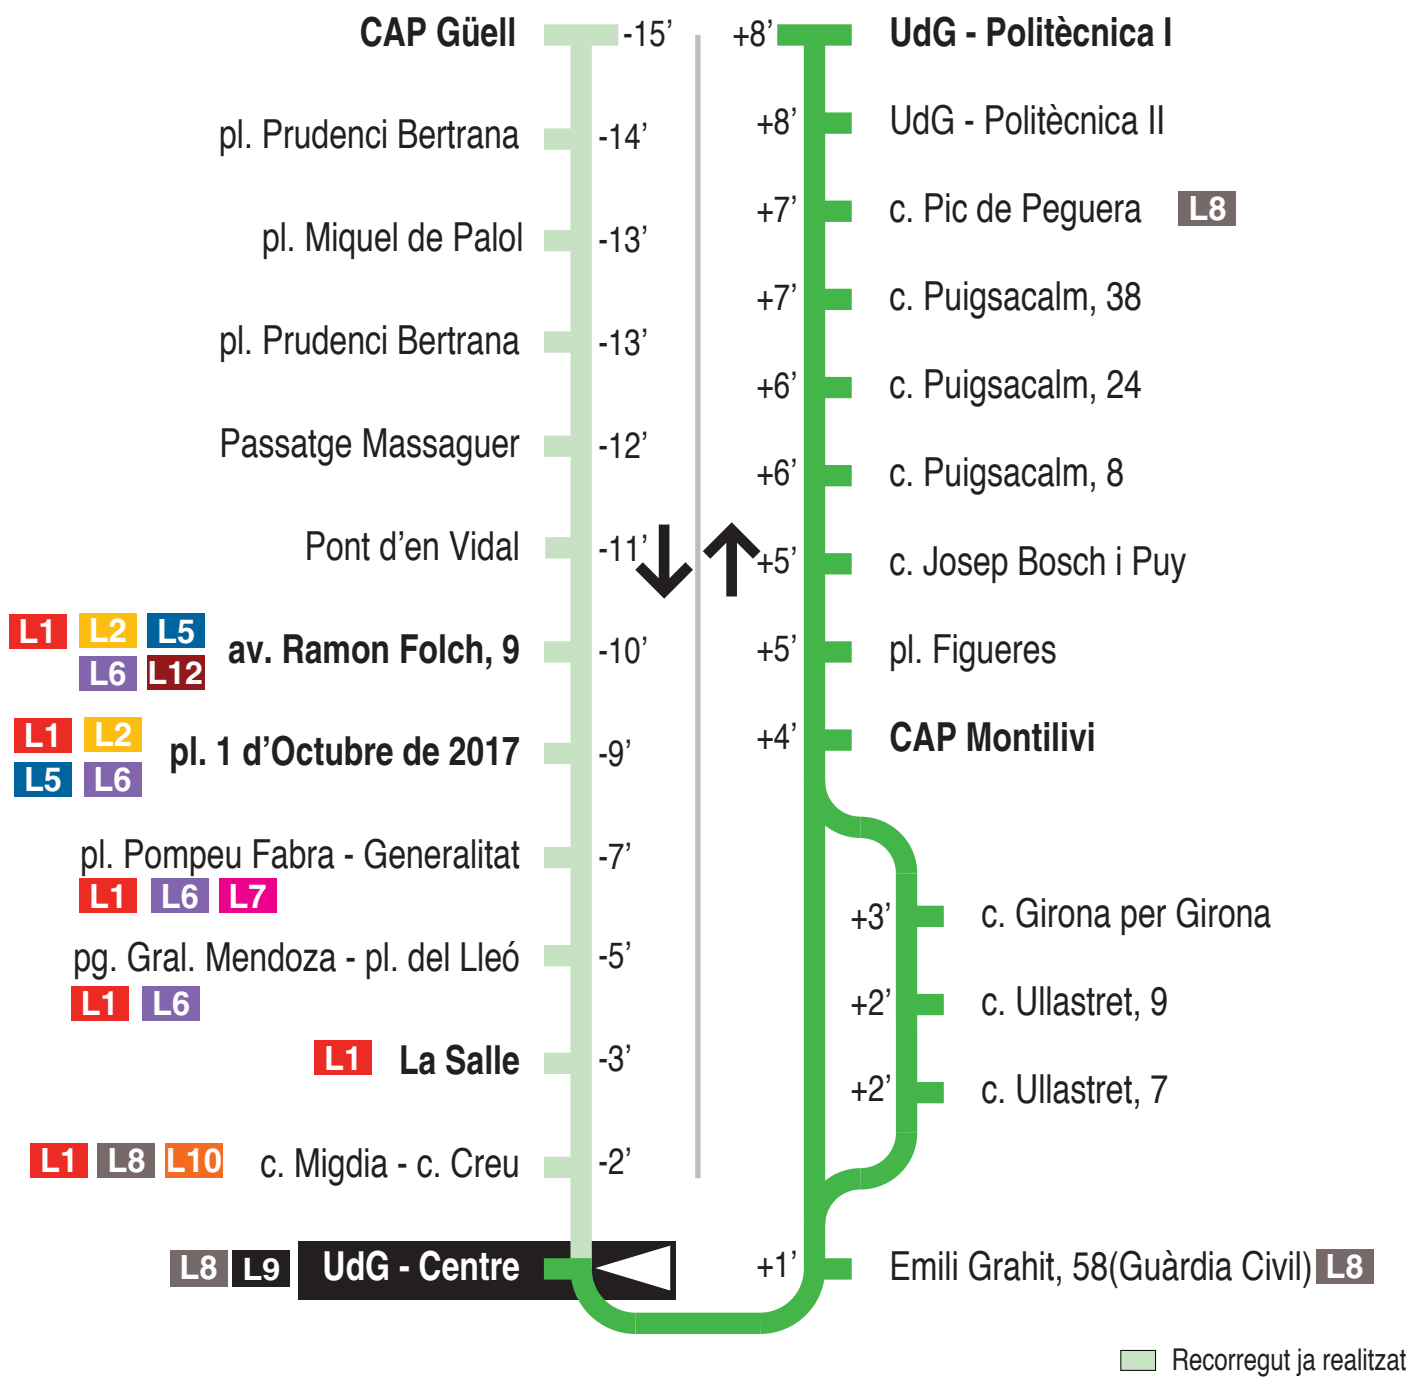 CAP Güell -15’
pl. Prudenci Bertrana -14’
pl. Miquel de Palol -13’
pl. Prudenci Bertrana -13’
Passatge Massaguer -12’
Pont d’en Vidal -11’
L1 L2 L5
L6 L12
av. Ramon Folch, 9 -10’
L1 L2
L5 L6
pl. 1 d’Octubre de 2017 -9’
pl. Pompeu Fabra - Generalitat -7’
L1 L6 L7
pg. Gral. Mendoza - pl. del Lleó -5’
L1 L6
L1 La Salle -3’
L1 L8 L10 c. Migdia - c. Creu -2’
L8 L9 UdG - Centre
+8’ UdG - Politècnica I
+8’ UdG - Politècnica II
+7’ c. Pic de Peguera L8
+7’ c. Puigsacalm, 38
+6’ c. Puigsacalm, 24
+6’ c. Puigsacalm, 8
+5’ c. Josep Bosch i Puy
+5’ pl. Figueres
+4’ CAP Montilivi
+3’ c. Girona per Girona
+2’ c. Ullastret, 9
+2’ c. Ullastret, 7
+1’ Emili Grahit, 58(Guàrdia Civil) L8
Recorregut ja realitzat